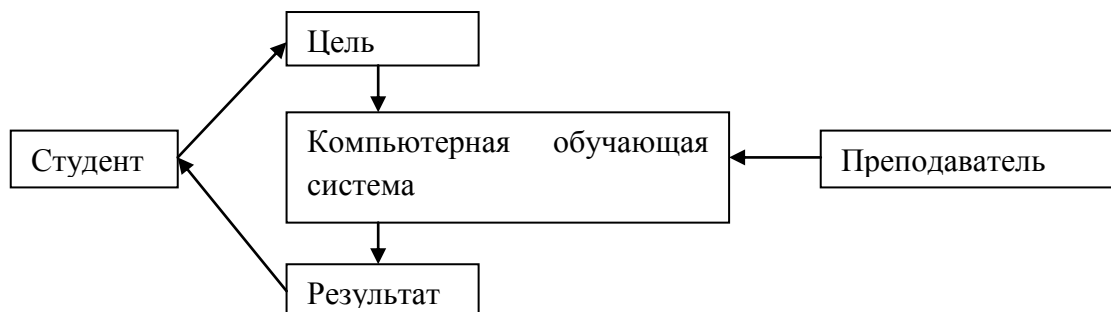 Цель
Компьютерная обучающая
система
Студент
Преподаватель
Результат